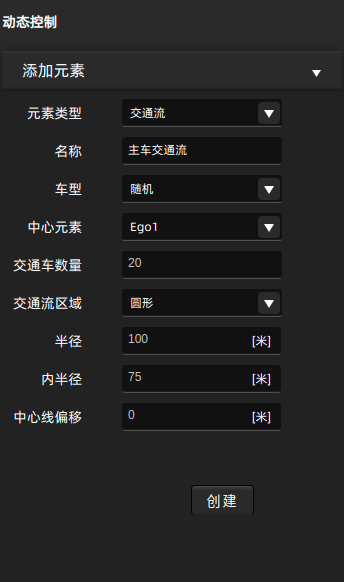 动态控制
添加元素
元素类型 交通流
名称 主车交通流
车型 随机
中心元素 Ego1
交通车数量 20
交通流区域 圆形
半径 100 [米]
内半径 75 [米]
中心线偏移 0 [米]
创建